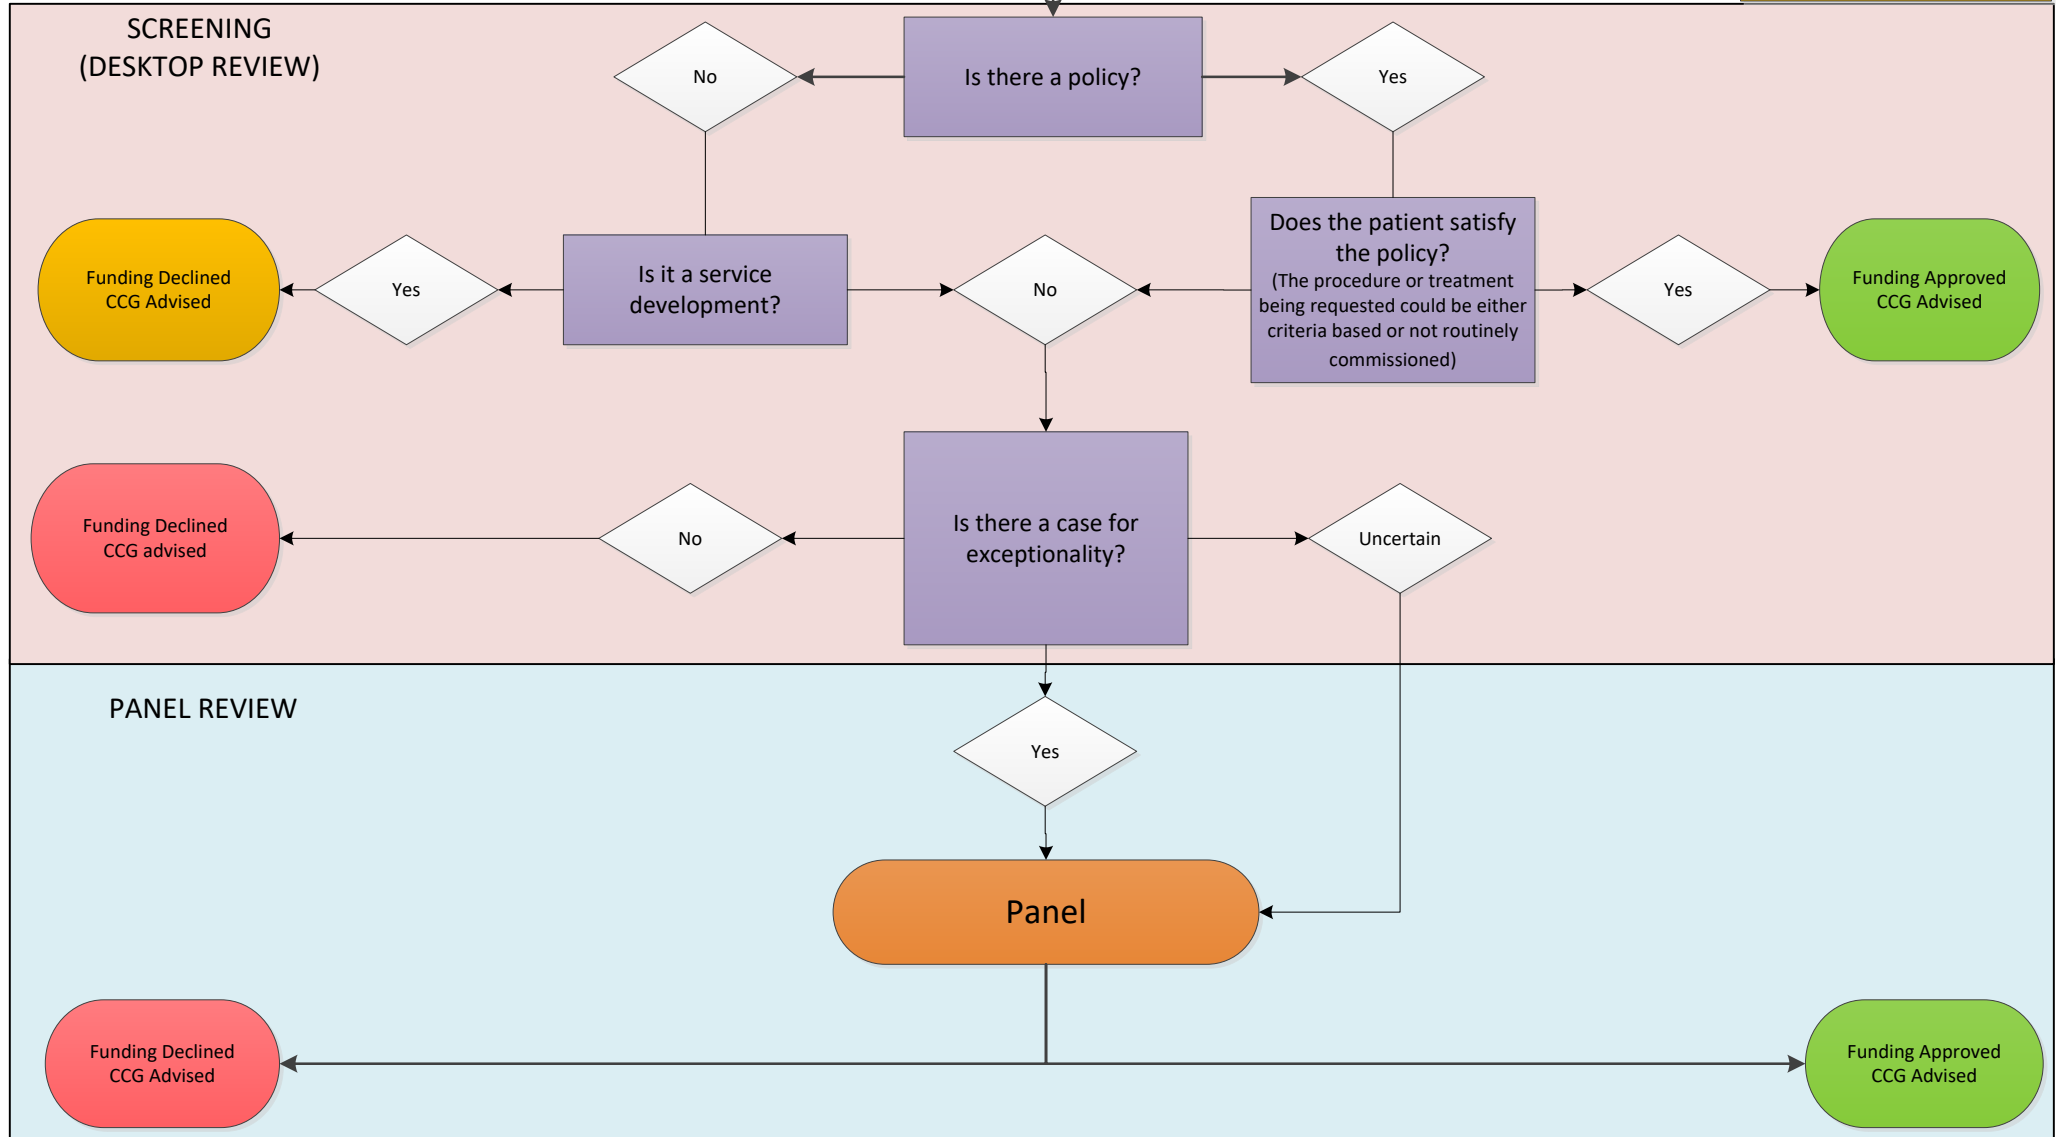 SCREENING
(DESKTOP REVIEW)
No
Is there a policy?
Yes
Funding Declined
CCG Advised
Yes
Is it a service
development?
No
Does the patient satisfy
the policy?
(The procedure or treatment
being requested could be either
criteria based or not routinely
commissioned)
Yes
Funding Approved
CCG Advised
Funding Declined
CCG advised
No
Is there a case for
exceptionality?
Uncertain
PANEL REVIEW
Yes
Panel
Funding Declined
CCG Advised
Funding Approved
CCG Advised